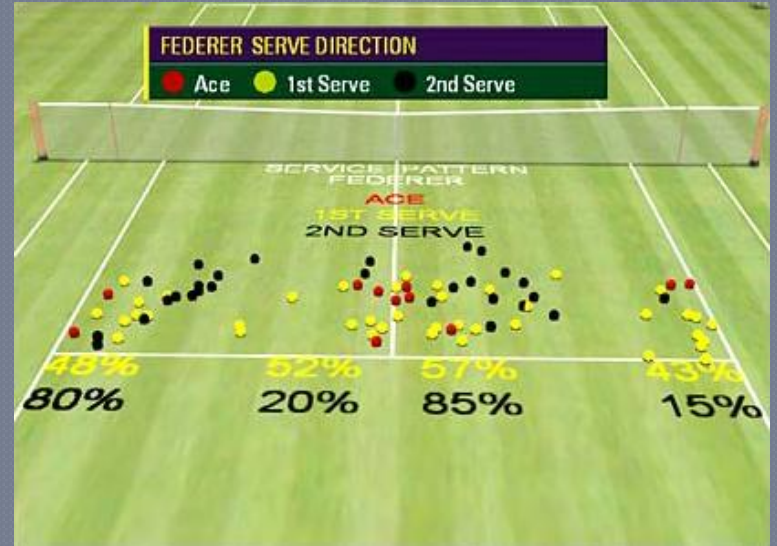 FEDERER SERVE DIRECTION
Ace 1st Serve 2nd Serve
SERVICE PATTERN
FEDERER
ACE
1ST SERVE
2ND SERVE
48% 52% 57% 43%
80% 20% 85% 15%